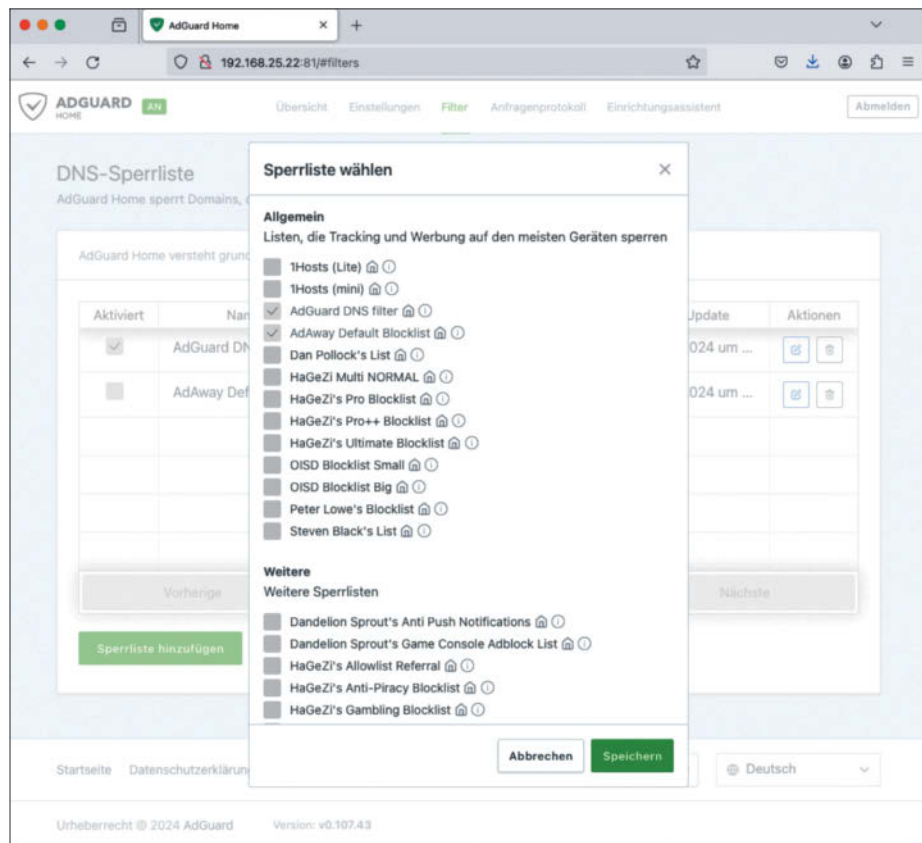 AdGuard Home
192.168.25.22:81/#filters
ADGUARD HOME AN
Übersicht Einstellungen Filter Anfragenprotokoll Einrichtungsassistent Abmelden
DNS-Sperrliste
AdGuard Home sperrt Domains,
AdGuard Home versteht grund
Aktiviert Nar Update Aktionen
AdGuard DN 024 um ...
AdAway Def 024 um ...
Vorherige Nächste
Sperrliste hinzufügen
Sperrliste wählen
Allgemein
Listen, die Tracking und Werbung auf den meisten Geräten sperren
1Hosts (Lite)
1Hosts (mini)
AdGuard DNS filter
AdAway Default Blocklist
Dan Pollock's List
HaGeZi Multi NORMAL
HaGeZi's Pro Blocklist
HaGeZi's Pro++ Blocklist
HaGeZi's Ultimate Blocklist
OISD Blocklist Small
OISD Blocklist Big
Peter Lowe's Blocklist
Steven Black's List
Weitere
Weitere Sperrlisten
Dandelion Sprout's Anti Push Notifications
Dandelion Sprout's Game Console Adblock List
HaGeZi's Allowlist Referral
HaGeZi's Anti-Piracy Blocklist
HaGeZi's Gambling Blocklist
Abbrechen Speichern
Startseite Datenschutzerklärun Deutsch
Urheberrecht © 2024 AdGuard Version: v0.107.43